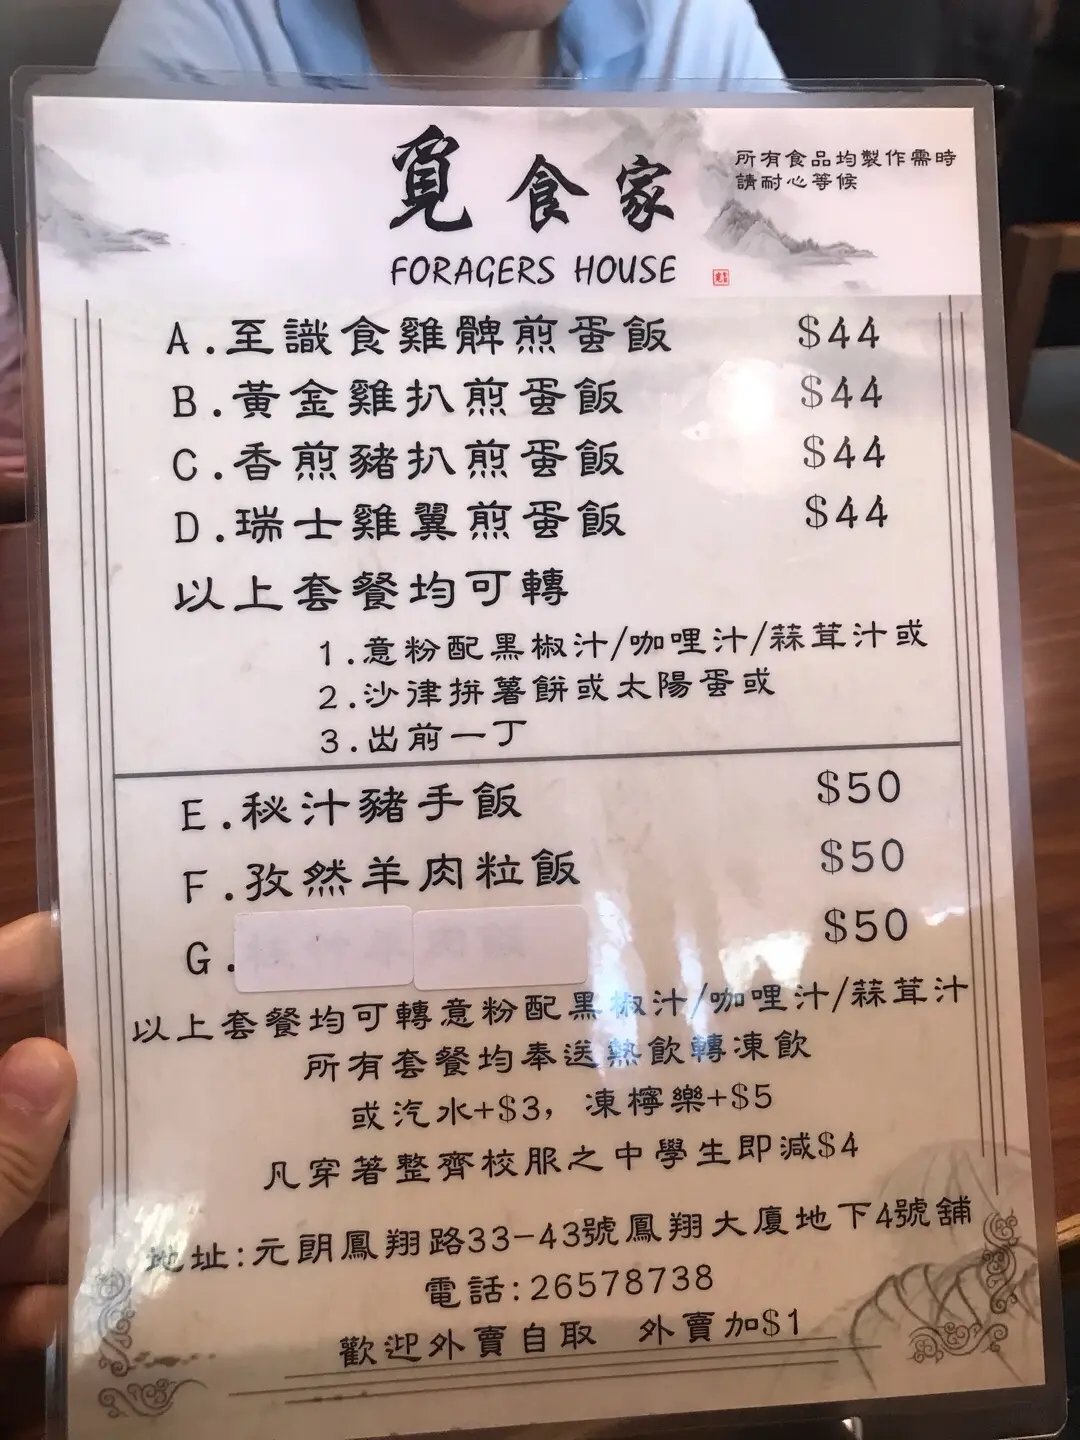 覓食家
所有食品均製作需時
請耐心等候
FORAGERS HOUSE
A.至識食雞髀煎蛋飯 $44
B.黃金雞扒煎蛋飯 $44
C.香煎豬扒煎蛋飯 $44
D.瑞士雞翼煎蛋飯 $44
以上套餐均可轉
1.意粉配黑椒汁/咖哩汁/蒜茸汁或
2.沙律拼薯餅或太陽蛋或
3.出前一丁
E.秘汁豬手飯 $50
F.孜然羊肉粒飯 $50
G. $50
以上套餐均可轉意粉配黑椒汁/咖哩汁/蒜茸汁
所有套餐均奉送熱飲轉凍飲
或汽水+$3，凍檸樂+$5
凡穿著整齊校服之中學生即減$4
地址:元朗鳳翔路33-43號鳳翔大廈地下4號舖
電話:26578738
歡迎外賣自取 外賣加$1